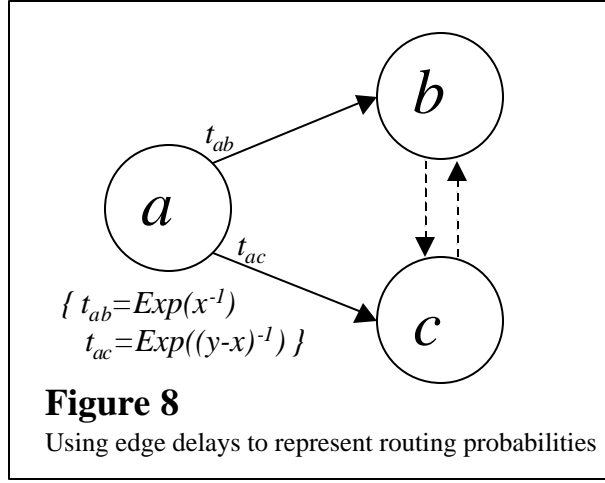 b
t_ab
a
t_ac
c
{ t_ab=Exp(x^-1)
t_ac=Exp((y-x)^-1) }
Figure 8
Using edge delays to represent routing probabilities